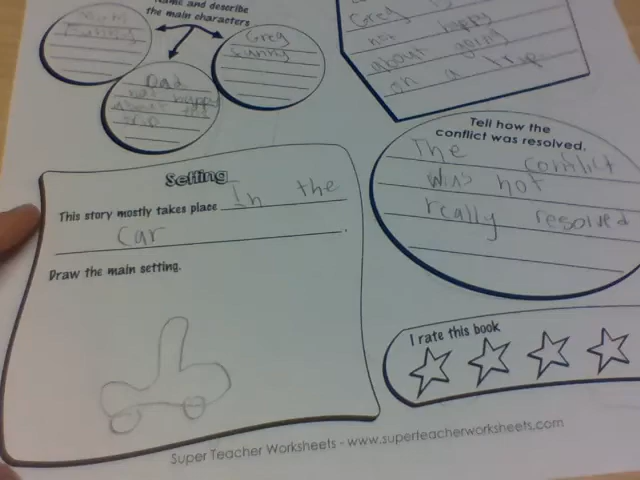 Name and describe
the main characters
Mom
Dad
not happy
about the
trip
Greg
Greg is
not happy
about going
on a trip
Tell how the
conflict was resolved.
The conflict
was not
really resolved
Setting
This story mostly takes place In the
car
Draw the main setting.
I rate this book
Super Teacher Worksheets - www.superteacherworksheets.com